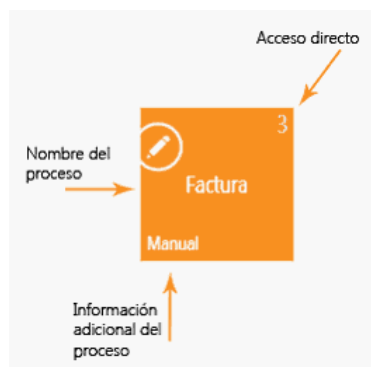 Acceso directo
3
Nombre del
proceso
Factura
Manual
Información
adicional del
proceso